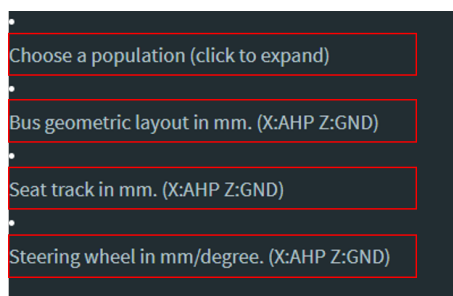 Choose a population (click to expand)
Bus geometric layout in mm. (X:AHP Z:GND)
Seat track in mm. (X:AHP Z:GND)
Steering wheel in mm/degree. (X:AHP Z:GND)